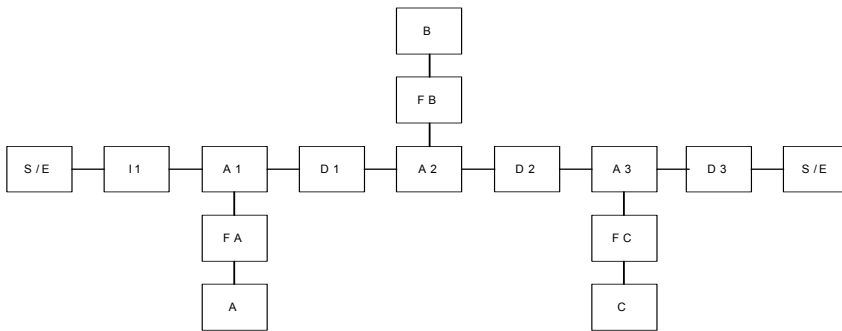 B
F B
S / E I 1 A 1 D 1 A 2 D 2 A 3 D 3 S / E
F A F C
A C